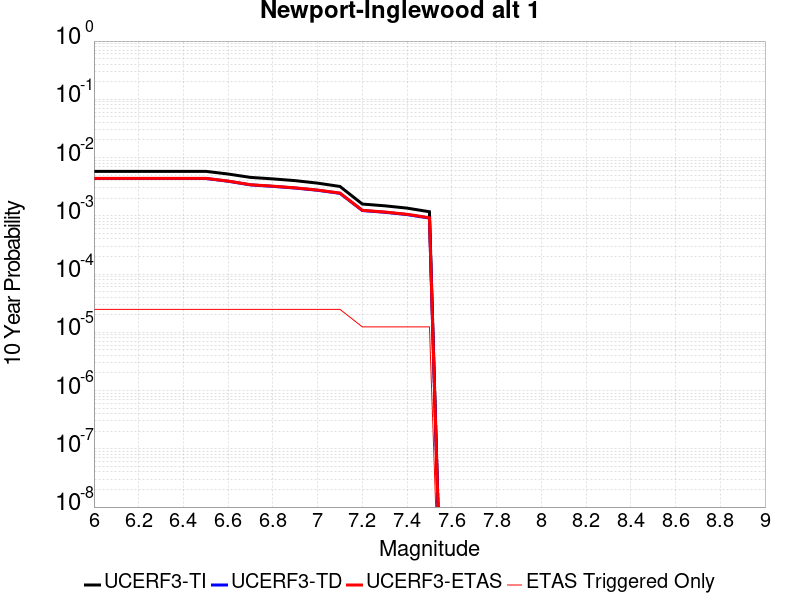 Newport-Inglewood alt 1
10^0
10^-1
10^-2
10^-3
10^-4
10^-5
10^-6
10^-7
10^-8
10 Year Probability
6 6.2 6.4 6.6 6.8 7 7.2 7.4 7.6 7.8 8 8.2 8.4 8.6 8.8 9
Magnitude
UCERF3-TI UCERF3-TD UCERF3-ETAS ETAS Triggered Only